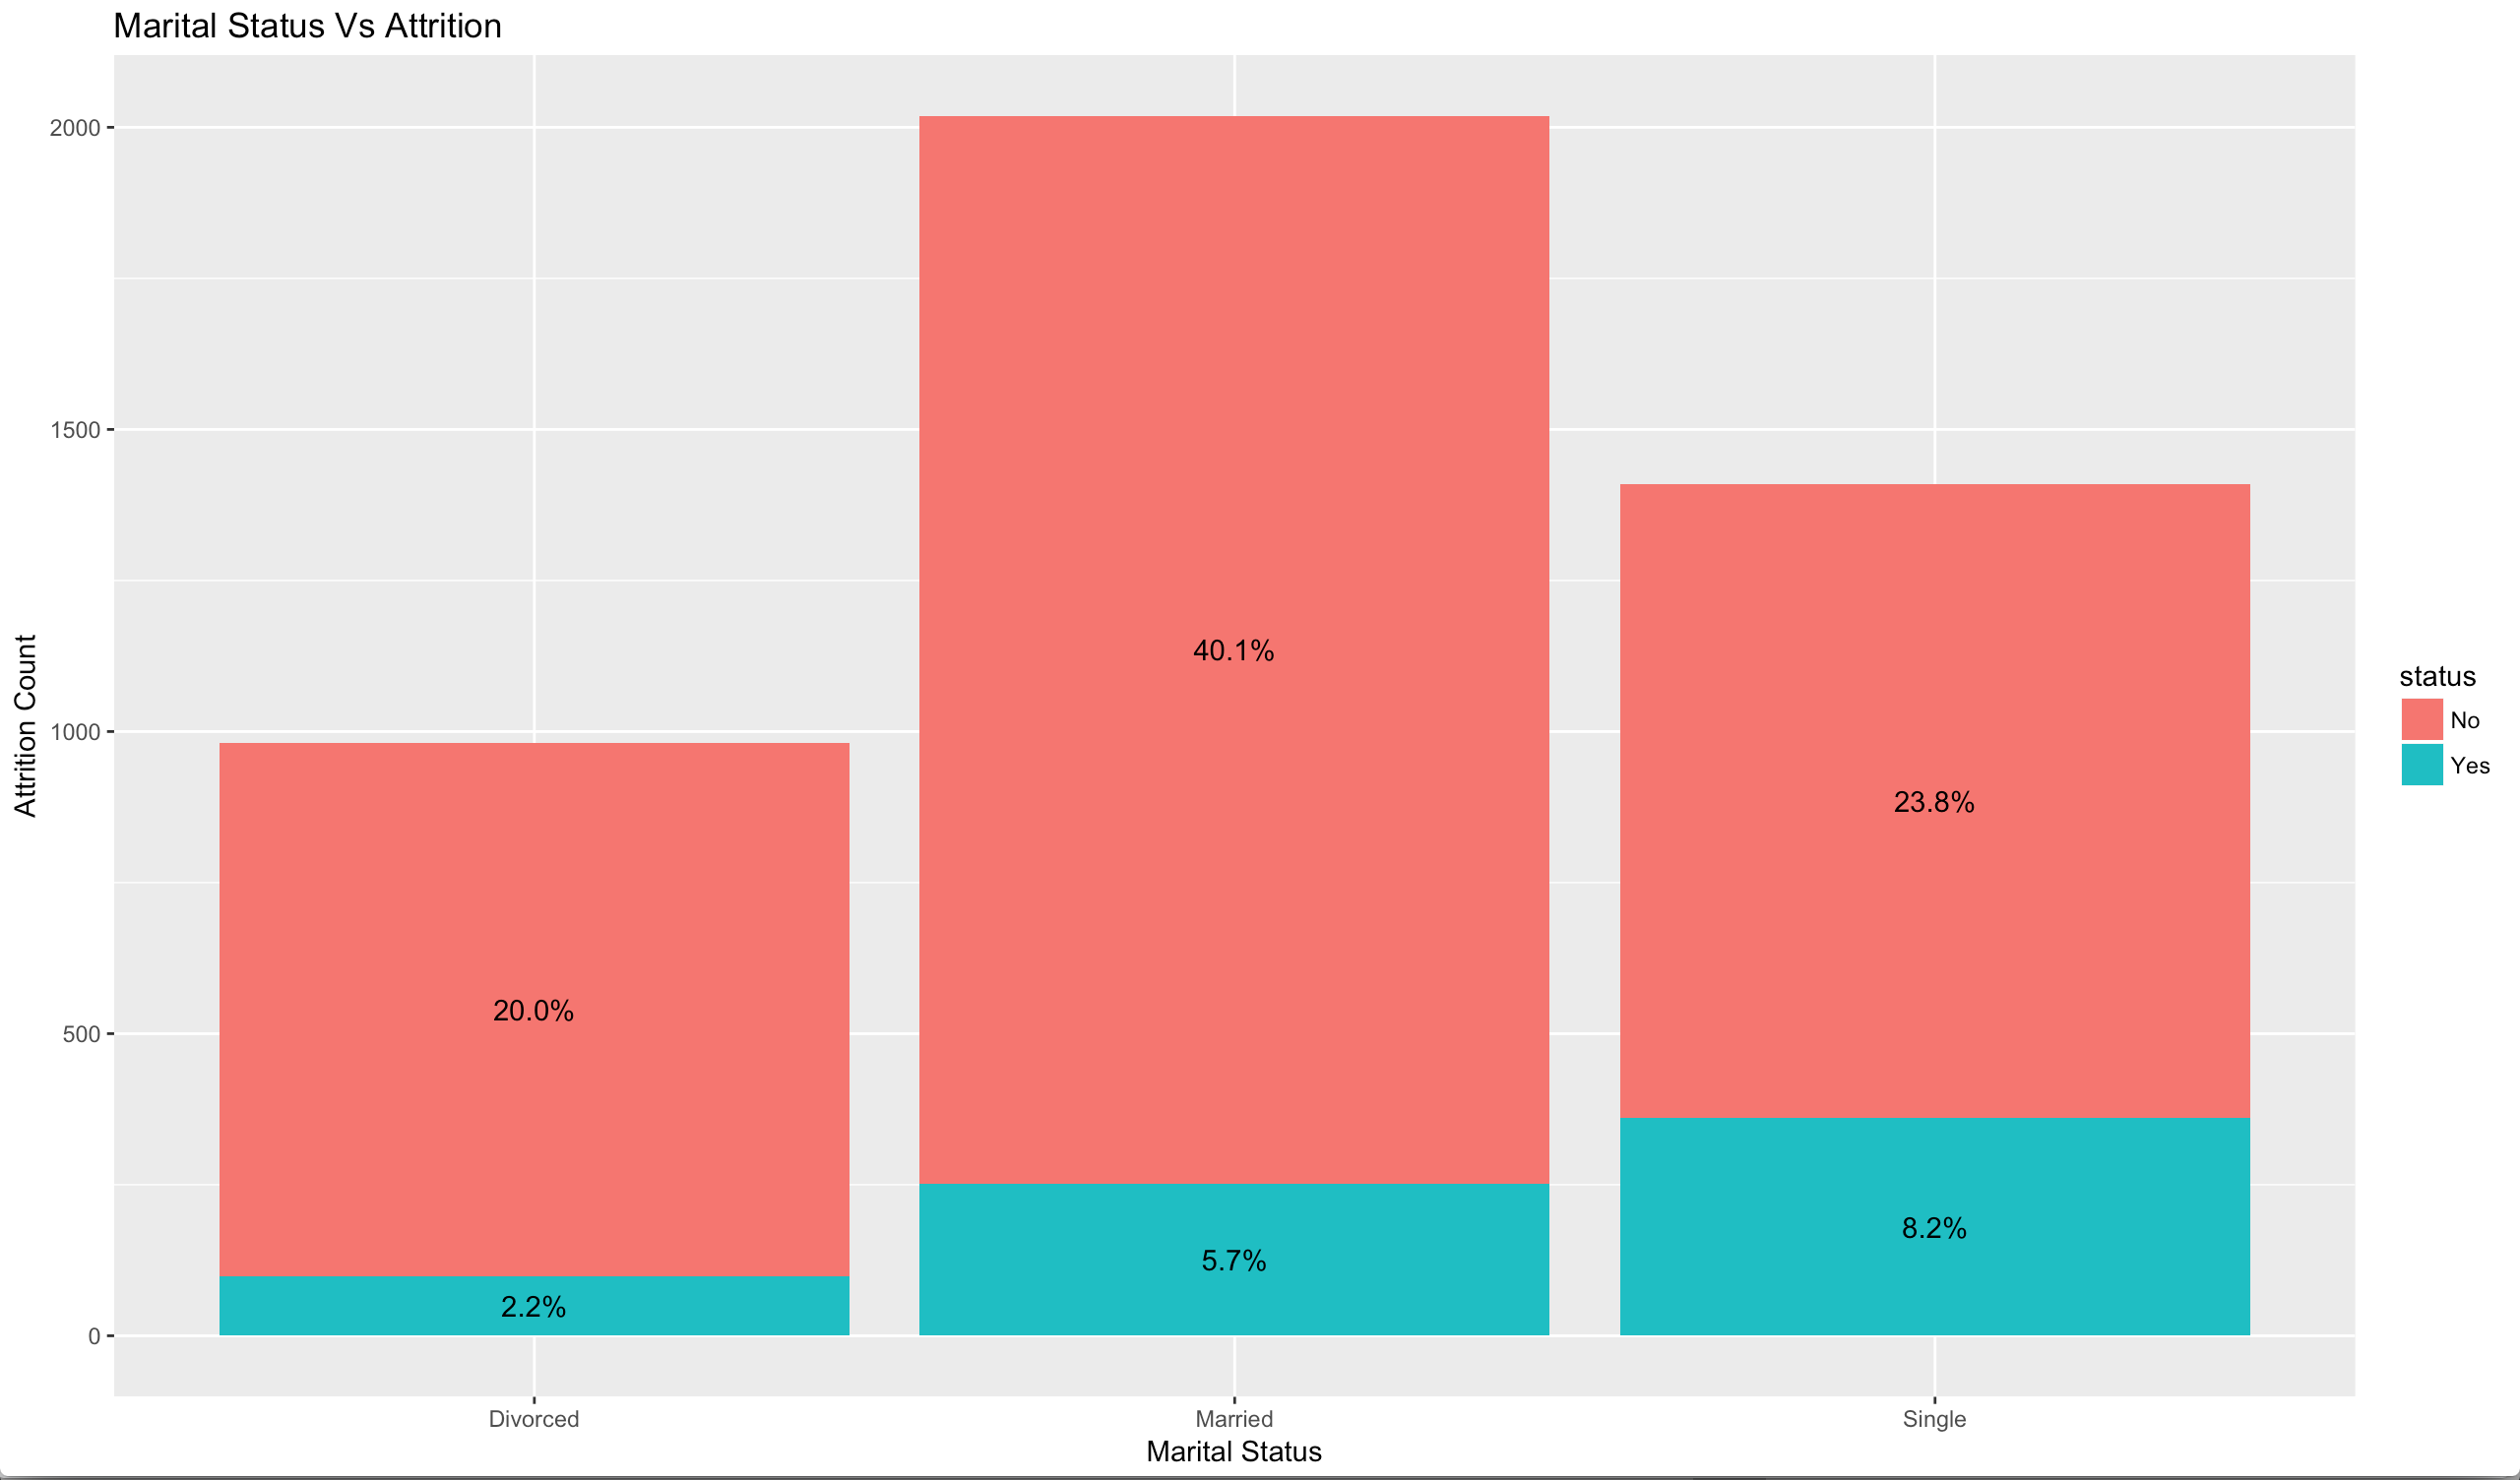 Marital Status Vs Attrition
2000
1500
1000
500
0
Attrition Count
20.0%
2.2%
40.1%
5.7%
23.8%
8.2%
Divorced
Married
Single
Marital Status
status
No
Yes